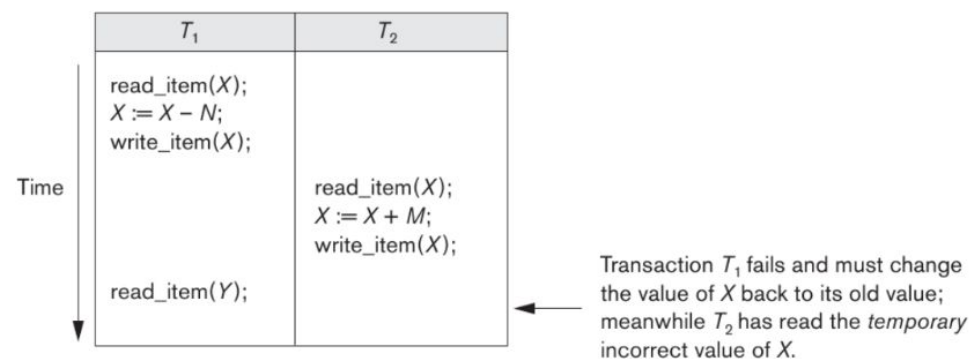 T1 T2
read_item(X);
X := X – N;
write_item(X);
Time
read_item(X);
X := X + M;
write_item(X);
read_item(Y);
Transaction T1 fails and must change
the value of X back to its old value;
meanwhile T2 has read the temporary
incorrect value of X.